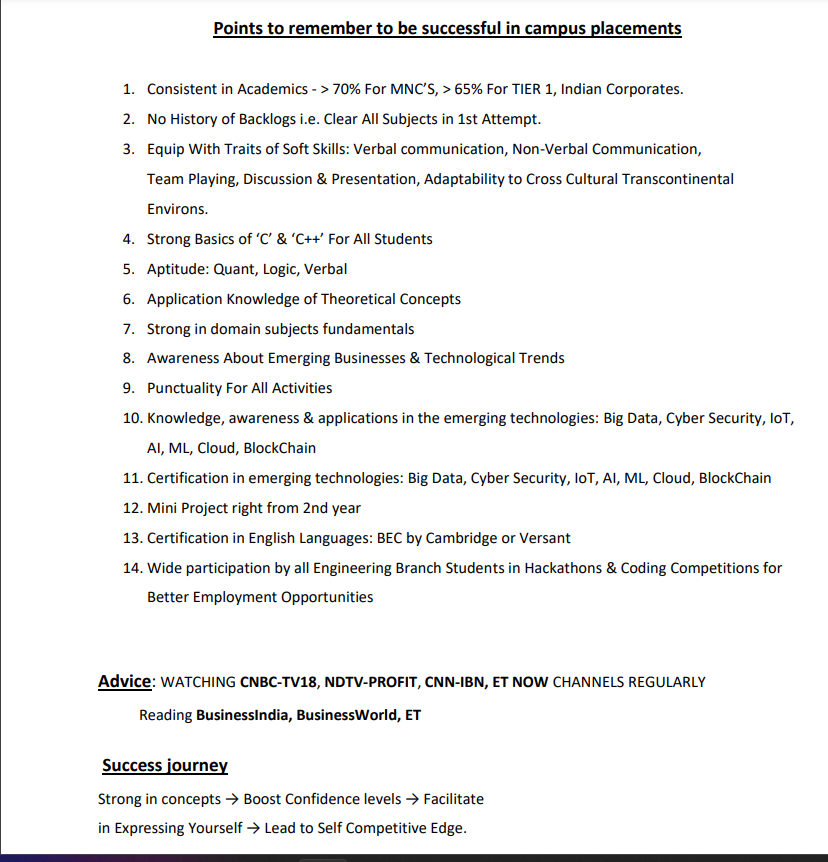 Points to remember to be successful in campus placements
1. Consistent in Academics - > 70% For MNC'S, > 65% For TIER 1, Indian Corporates.
2. No History of Backlogs i.e. Clear All Subjects in 1st Attempt.
3. Equip With Traits of Soft Skills: Verbal communication, Non-Verbal Communication,
Team Playing, Discussion & Presentation, Adaptability to Cross Cultural Transcontinental
Environs.
4. Strong Basics of ‘C’ & ‘C++’ For All Students
5. Aptitude: Quant, Logic, Verbal
6. Application Knowledge of Theoretical Concepts
7. Strong in domain subjects fundamentals
8. Awareness About Emerging Businesses & Technological Trends
9. Punctuality For All Activities
10. Knowledge, awareness & applications in the emerging technologies: Big Data, Cyber Security, IoT,
AI, ML, Cloud, BlockChain
11. Certification in emerging technologies: Big Data, Cyber Security, IoT, AI, ML, Cloud, BlockChain
12. Mini Project right from 2nd year
13. Certification in English Languages: BEC by Cambridge or Versant
14. Wide participation by all Engineering Branch Students in Hackathons & Coding Competitions for
Better Employment Opportunities
Advice: WATCHING CNBC-TV18, NDTV-PROFIT, CNN-IBN, ET NOW CHANNELS REGULARLY
Reading BusinessIndia, BusinessWorld, ET
Success journey
Strong in concepts → Boost Confidence levels → Facilitate
in Expressing Yourself → Lead to Self Competitive Edge.